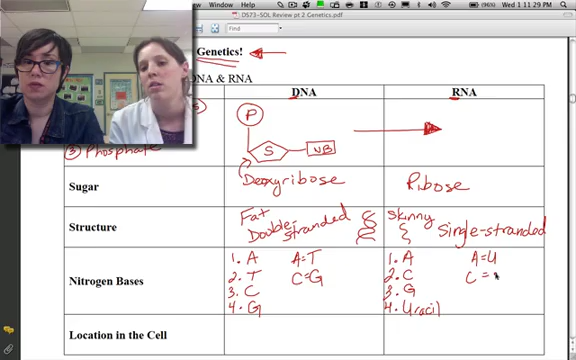 DS73-SOL Review pt 2 Genetics.pdf
Wed Nov 2 1:11:29 PM
Find
Genetics!
DNA & RNA
DNA
RNA
P
S
NB
③ Phosphate
Sugar
Deoxyribose
Ribose
Structure
Fat
Double-stranded
Skinny
Single-stranded
Nitrogen Bases
1. A A=T
2. T C=G
3. C
4. G
1. A A=U
2. C C=
3. G
4. Uracil
Location in the Cell